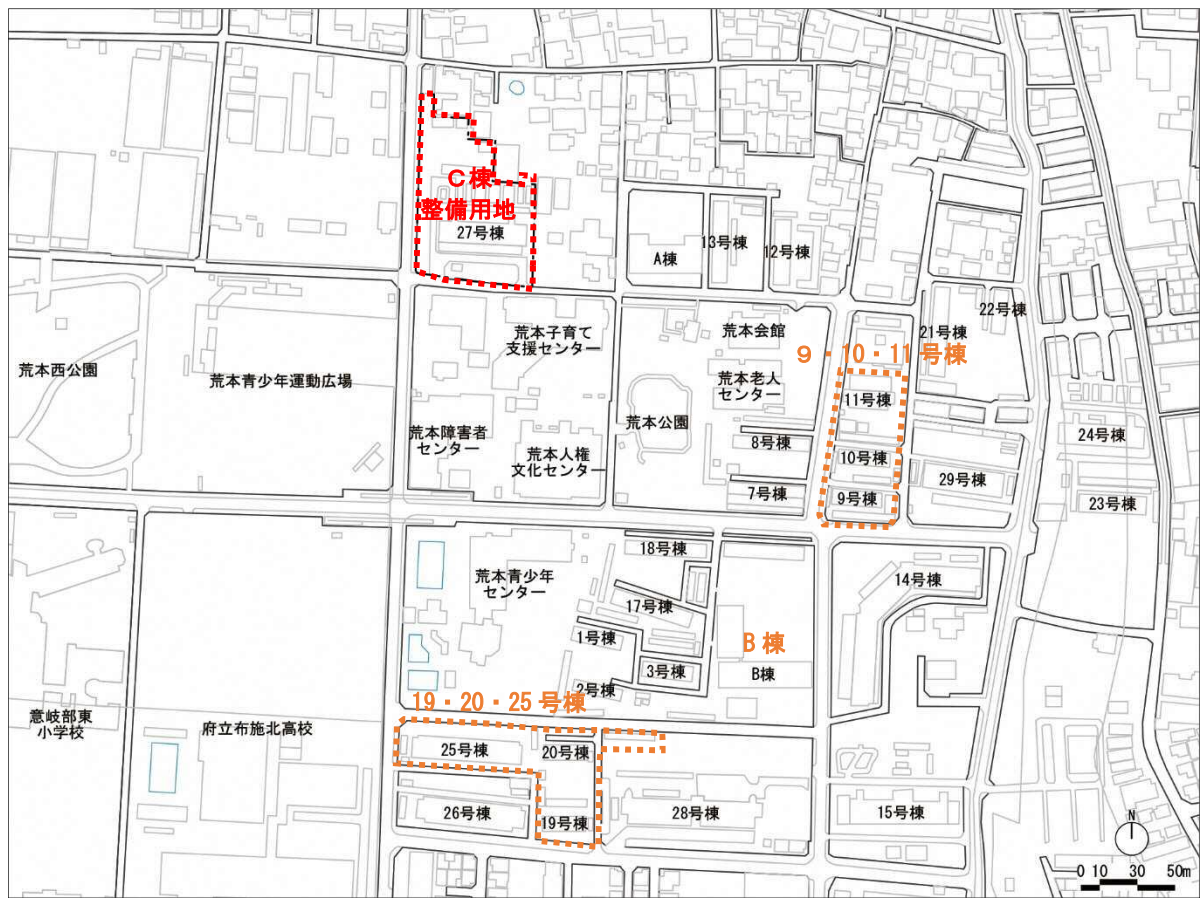 C棟
整備用地
27号棟
A棟
13号棟
12号棟
22号棟
21号棟
荒本子育て
支援センター
荒本会館
9・10・11号棟
荒本西公園
荒本青少年運動広場
荒本老人
センター
11号棟
荒本公園
荒本障害者
センター
荒本人権
文化センター
8号棟
10号棟
24号棟
7号棟
9号棟
29号棟
23号棟
18号棟
荒本青少年
センター
14号棟
17号棟
1号棟
B棟
3号棟
B棟
2号棟
19・20・25号棟
意岐部東
小学校
府立布施北高校
25号棟
20号棟
26号棟
19号棟
28号棟
15号棟
N
0 10 30 50m